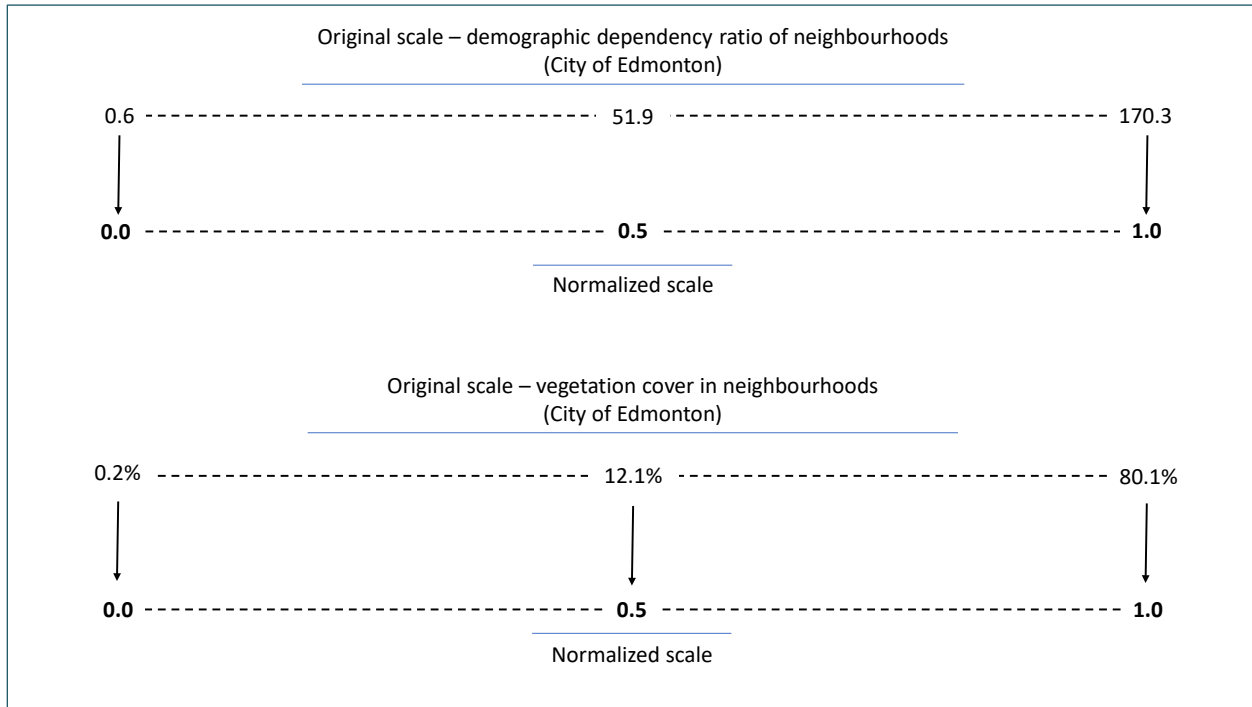 Original scale – demographic dependency ratio of neighbourhoods
(City of Edmonton)
0.6 51.9 170.3
0.0 0.5 1.0
Normalized scale
Original scale – vegetation cover in neighbourhoods
(City of Edmonton)
0.2% 12.1% 80.1%
0.0 0.5 1.0
Normalized scale